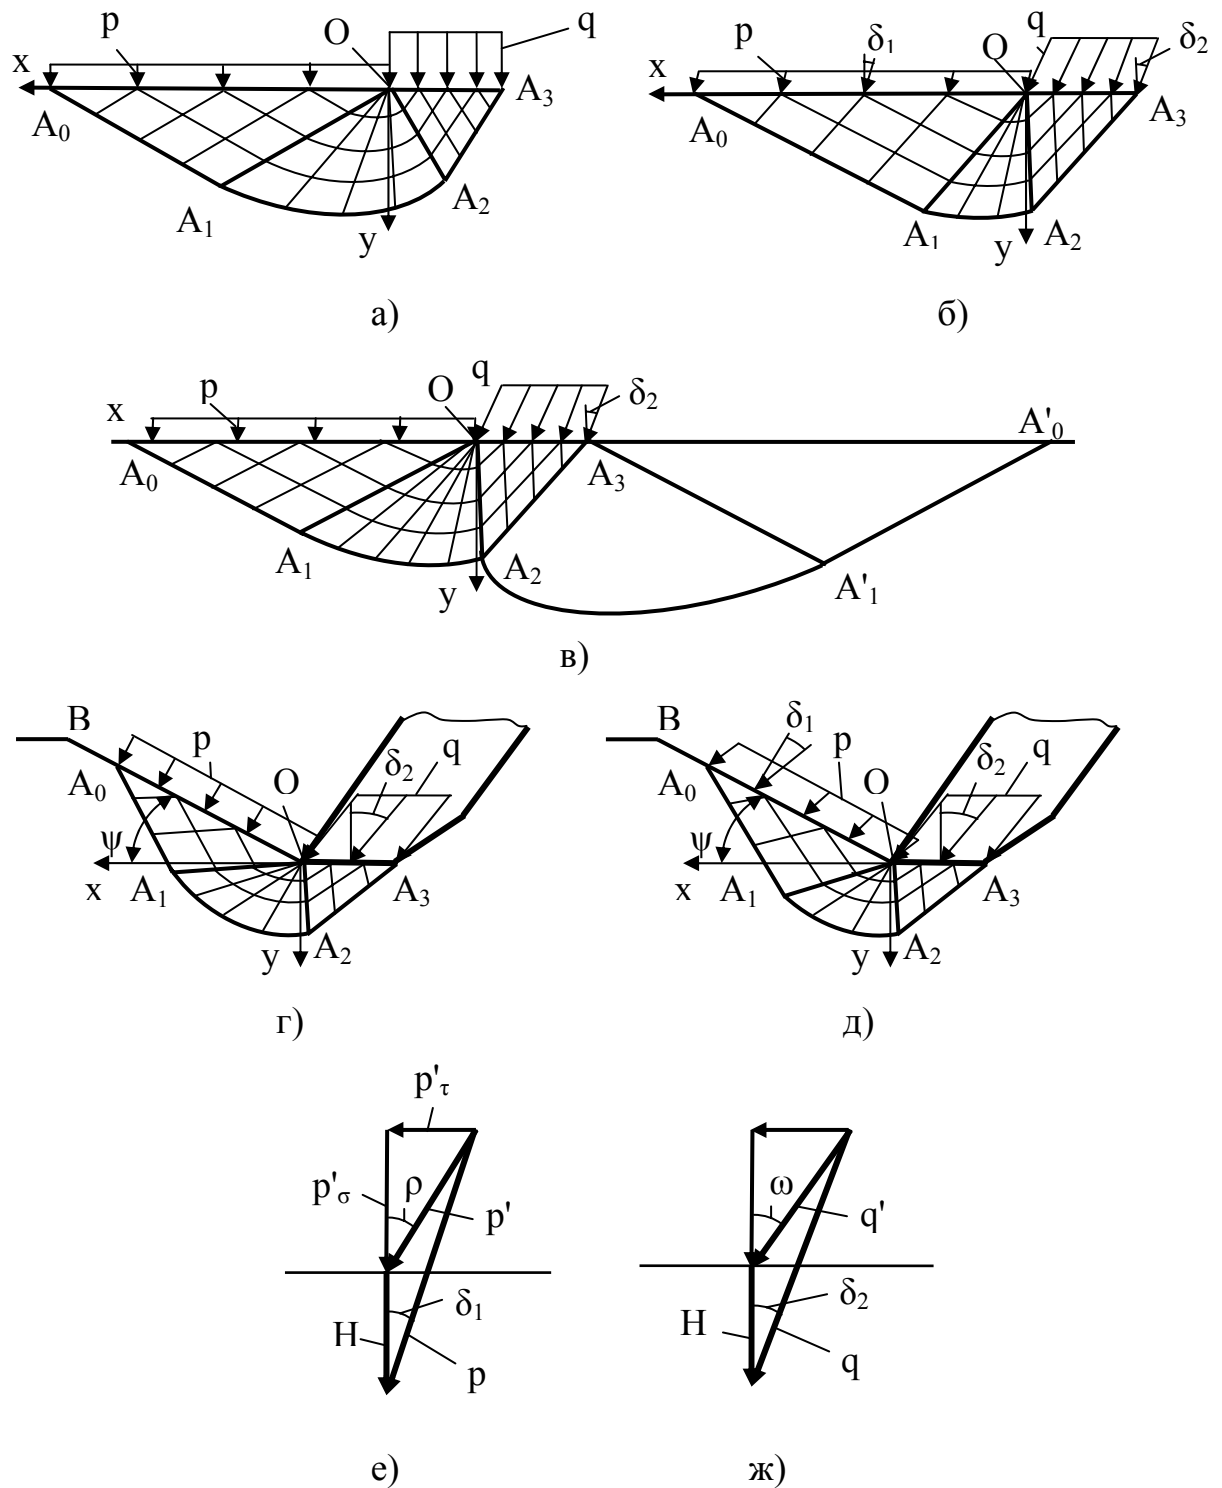 p O q
x
A₀ A₁ A₂ A₃
y
а)
p δ₁ O q δ₂
x
A₀ A₁ A₂ A₃
y
б)
x p O q δ₂ A'₀
A₀ A₁ A₂ A₃ A'₁
y
в)
B p O δ₂ q
A₀
ψ
x A₁ A₂ A₃
y
г)
B δ₁ p O δ₂ q
A₀
ψ
x A₁ A₂ A₃
y
д)
p'τ
p'σ ρ p'
δ₁
H p
е)
ω q'
δ₂
H q
ж)